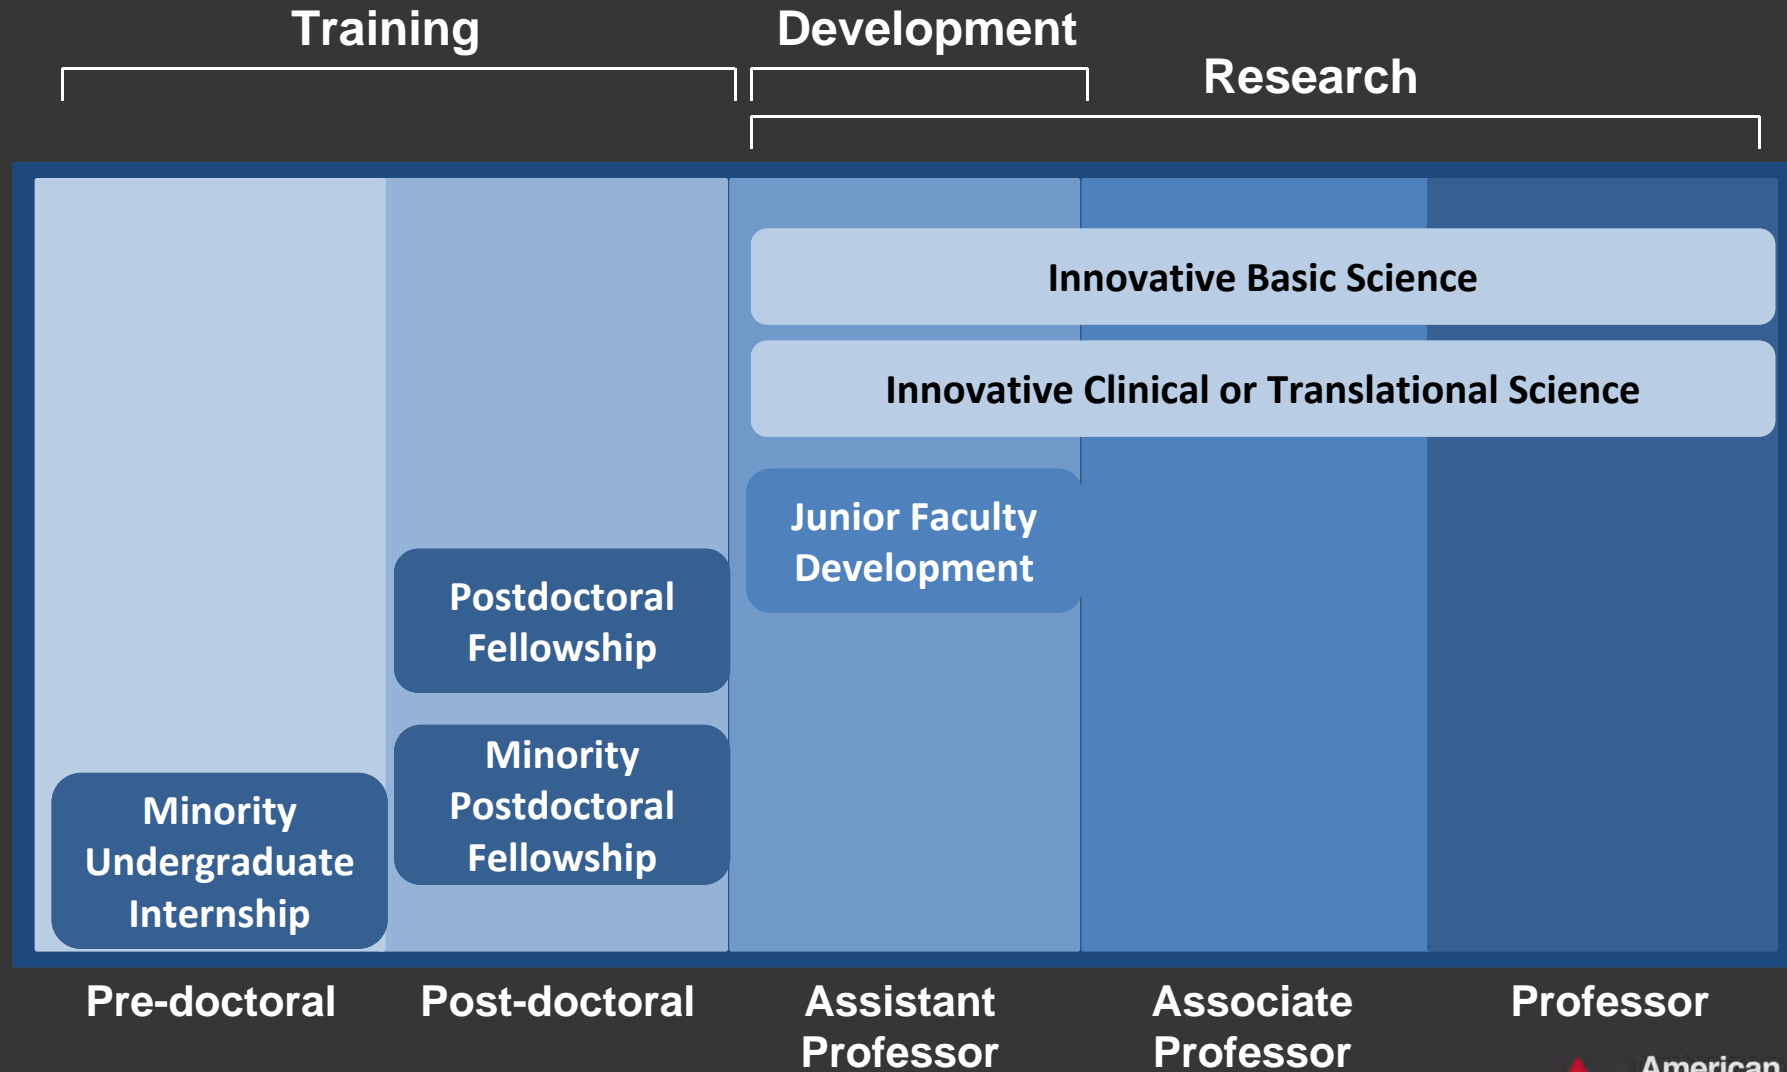 Training
Development
Research
Innovative Basic Science
Innovative Clinical or Translational Science
Junior Faculty
Development
Postdoctoral
Fellowship
Minority
Postdoctoral
Fellowship
Minority
Undergraduate
Internship
Pre-doctoral
Post-doctoral
Assistant
Professor
Associate
Professor
Professor
American